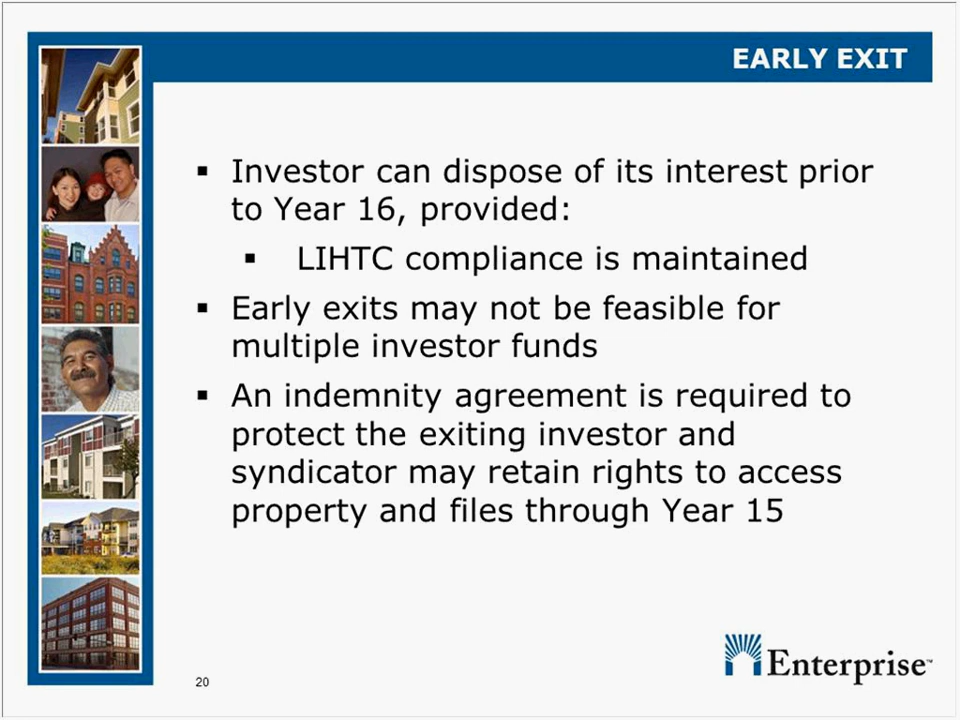 EARLY EXIT
▪ Investor can dispose of its interest prior
to Year 16, provided:
▪ LIHTC compliance is maintained
▪ Early exits may not be feasible for
multiple investor funds
▪ An indemnity agreement is required to
protect the exiting investor and
syndicator may retain rights to access
property and files through Year 15
Enterprise™
20